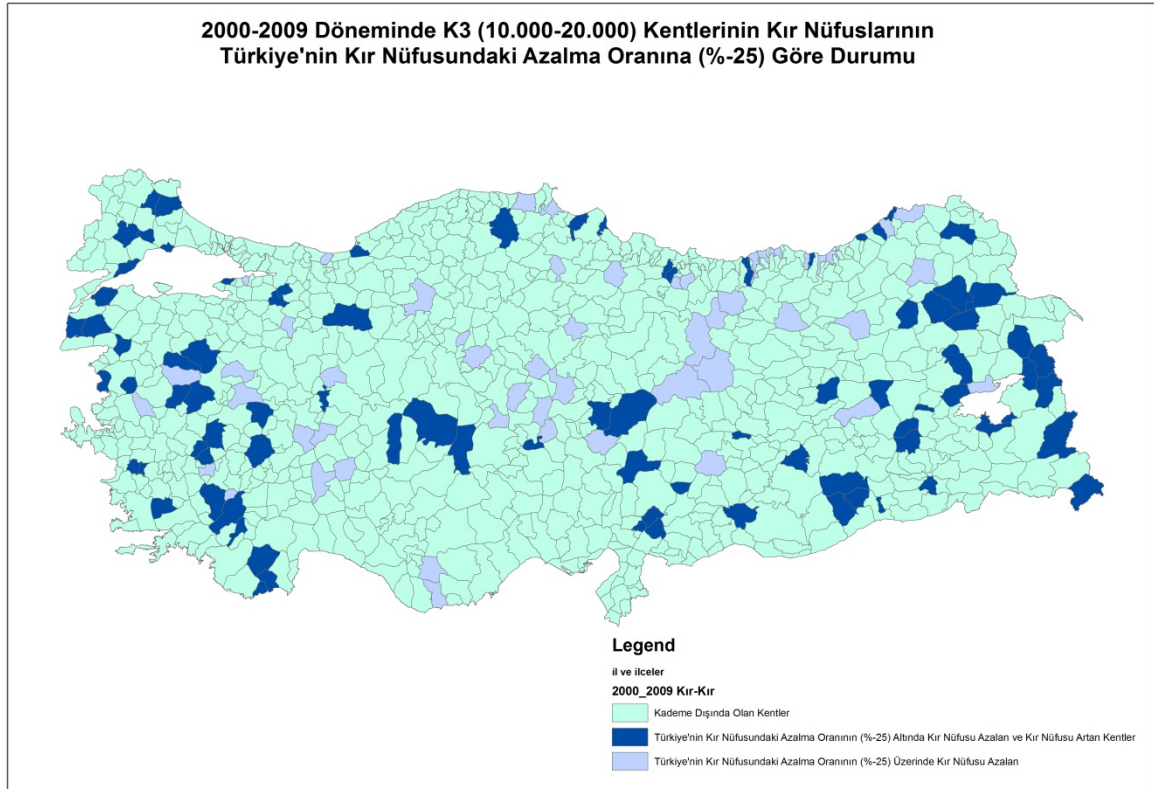 2000-2009 Döneminde K3 (10.000-20.000) Kentlerinin Kır Nüfuslarının
Türkiye'nin Kır Nüfusundaki Azalma Oranına (%-25) Göre Durumu
Legend
il ve ilceler
2000_2009 Kır-Kır
Kademe Dışında Olan Kentler
Türkiye'nin Kır Nüfusundaki Azalma Oranının (%-25) Altında Kır Nüfusu Azalan ve Kır Nüfusu Artan Kentler
Türkiye'nin Kır Nüfusundaki Azalma Oranının (%-25) Üzerinde Kır Nüfusu Azalan